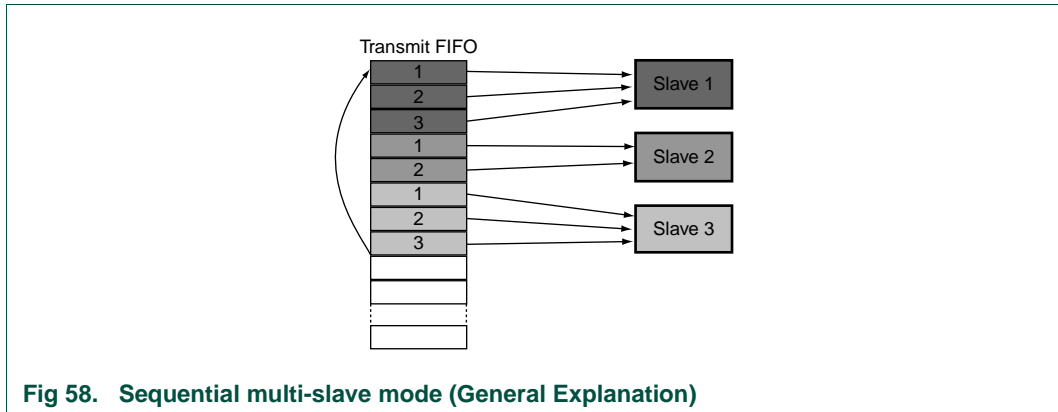 Transmit FIFO
1
2
3
1
2
1
2
3
Slave 1
Slave 2
Slave 3
Fig 58. Sequential multi-slave mode (General Explanation)